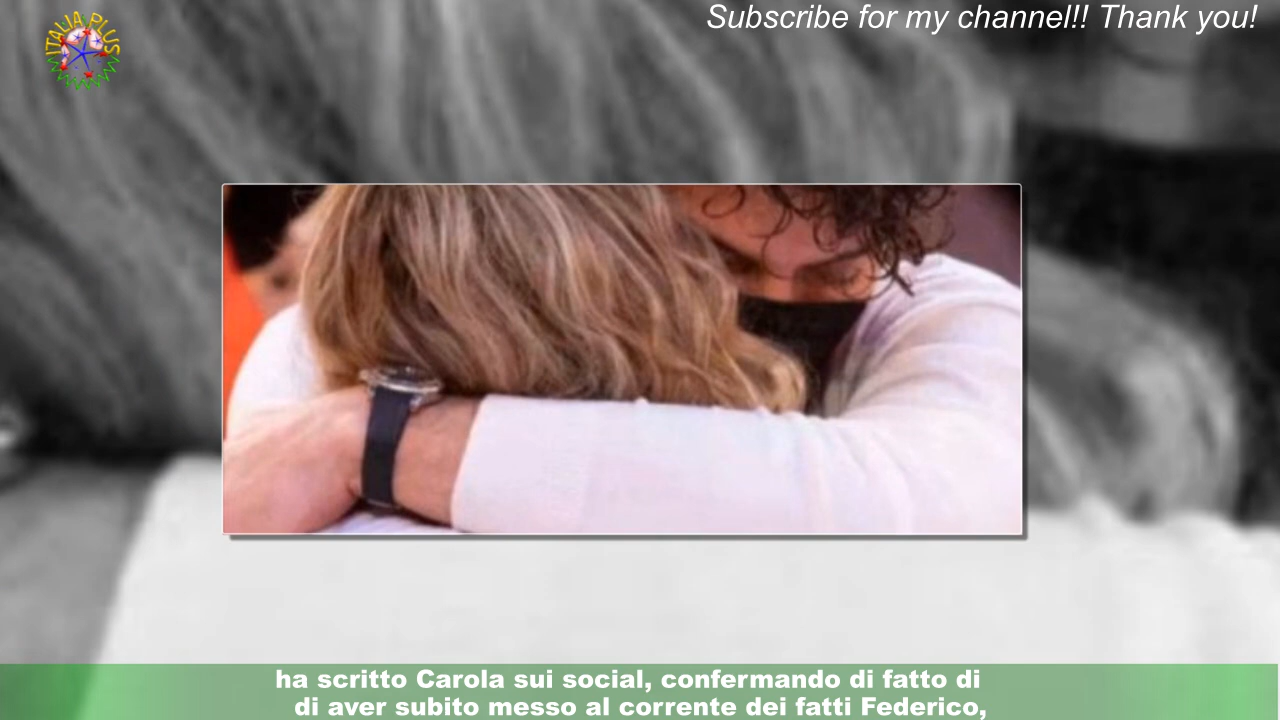 Subscribe for my channel!! Thank you!
ITALIA PLUS
ha scritto Carola sui social, confermando di fatto di
di aver subito messo al corrente dei fatti Federico,